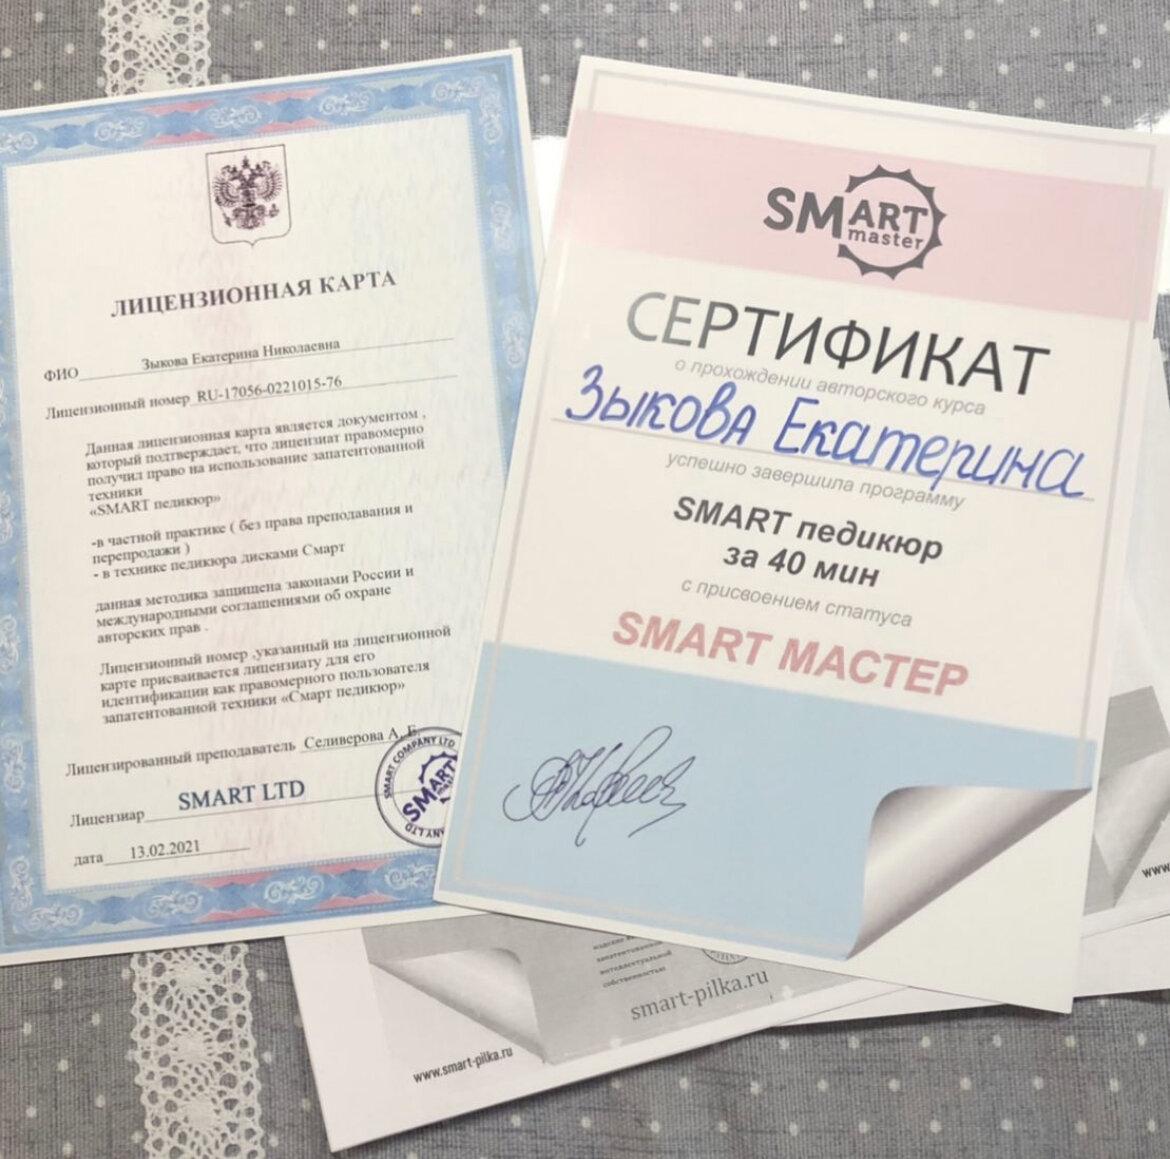 ЛИЦЕНЗИОННАЯ КАРТА
ФИО Зыкова Екатерина Николаевна
Лицензионный номер RU-17056-0221015-76
Данная лицензионная карта является документом ,
который подтверждает, что лицензиат правомерно
получил право на использование запатентованной
техники
«SMART педикюр»
-в частной практике ( без права преподавания и
перепродажи )
- в технике педикюра дисками Смарт
данная методика защищена законами России и
международными соглашениями об охране
авторских прав .
Лицензионный номер ,указанный на лицензионной
карте присваивается лицензиату для его
идентификации как правомерного пользователя
запатентованной техники «Смарт педикюр»
Лицензированный преподаватель Селиверова А. Е.
Лицензиар SMART LTD
дата 13.02.2021
SMART COMPANY LTD
SMART
SMART
master
СЕРТИФИКАТ
о прохождении авторского курса
Зыкова Екатерина
успешно завершила программу
SMART педикюр
за 40 мин
с присвоением статуса
SMART МАСТЕР
интеллектуальной
собственностью
smart-pilka.ru
www.smart-pilka.ru
www